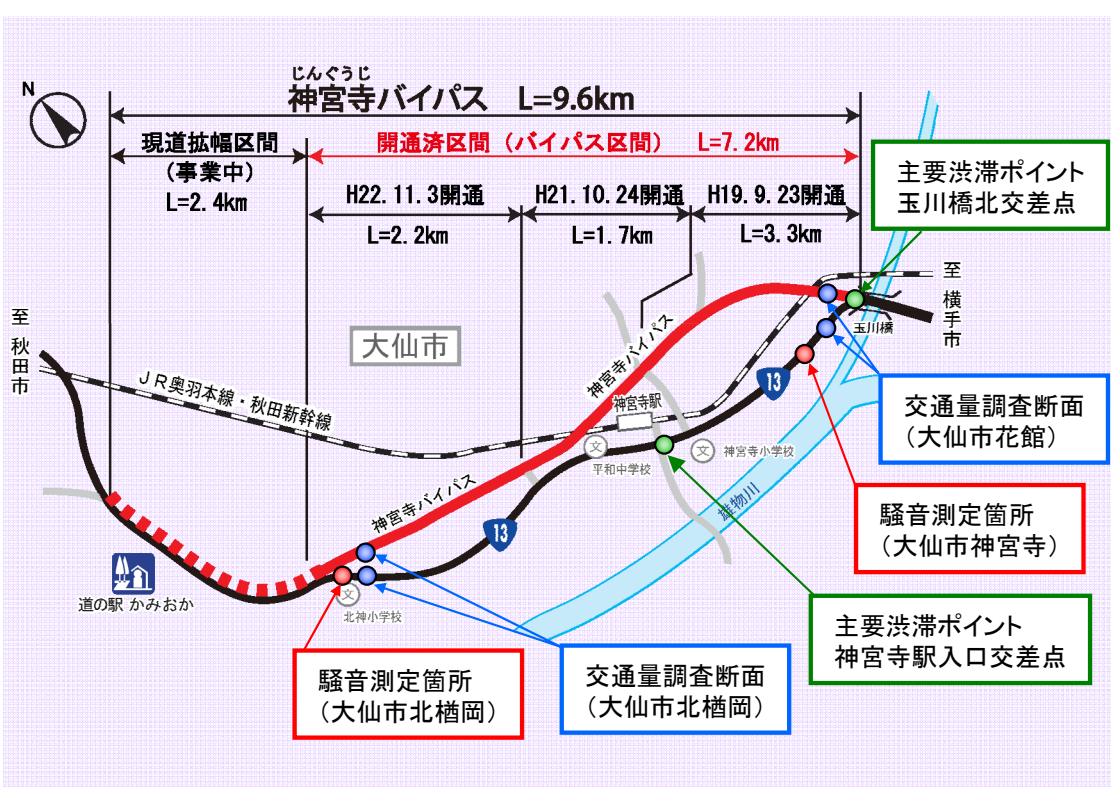 じんぐうじ
神宮寺バイパス L=9.6km
N
現道拡幅区間
(事業中)
L=2.4km
開通済区間(バイパス区間) L=7.2km
H22.11.3開通
L=2.2km
H21.10.24開通
L=1.7km
H19.9.23開通
L=3.3km
主要渋滞ポイント
玉川橋北交差点
至 横手市
玉川橋
至 秋田市
大仙市
JR奥羽本線・秋田新幹線
神宮寺バイパス
神宮寺駅
13
文
平和中学校
文
神宮寺小学校
交通量調査断面
(大仙市花館)
神宮寺バイパス
13
雄物川
騒音測定箇所
(大仙市神宮寺)
道の駅 かみおか
文
北神小学校
主要渋滞ポイント
神宮寺駅入口交差点
騒音測定箇所
(大仙市北楢岡)
交通量調査断面
(大仙市北楢岡)